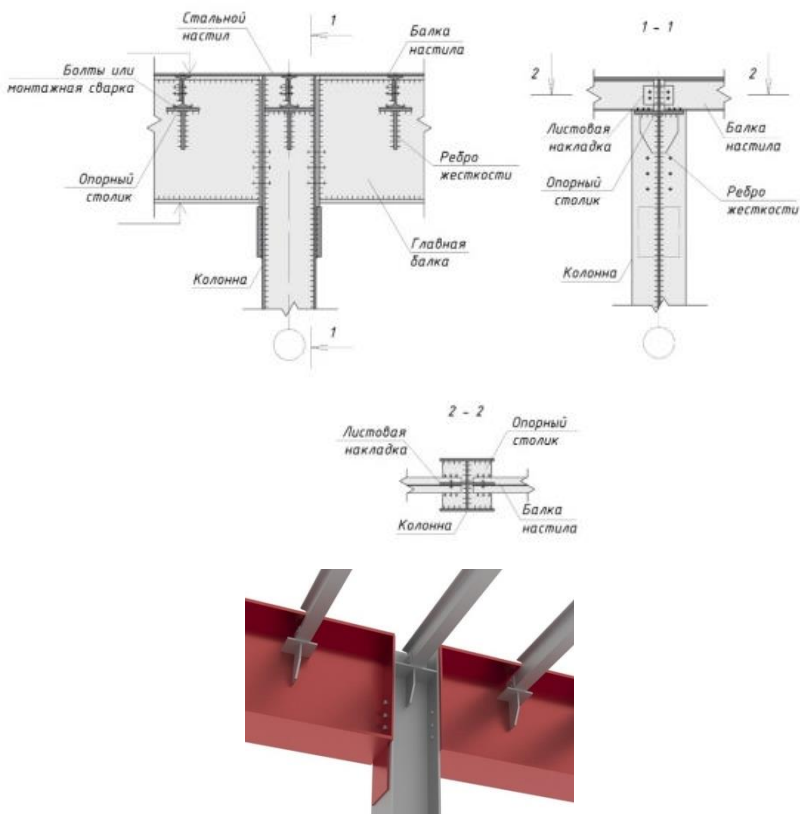 Стальной
настил
1
Балка
настила
Болты или
монтажная сварка
Опорный
столик
Ребро
жесткости
Главная
балка
Колонна
1
1 - 1
2
2
Листовая
накладка
Балка
настила
Опорный
столик
Ребро
жесткости
Колонна
2 - 2
Листовая
накладка
Опорный
столик
Колонна
Балка
настила